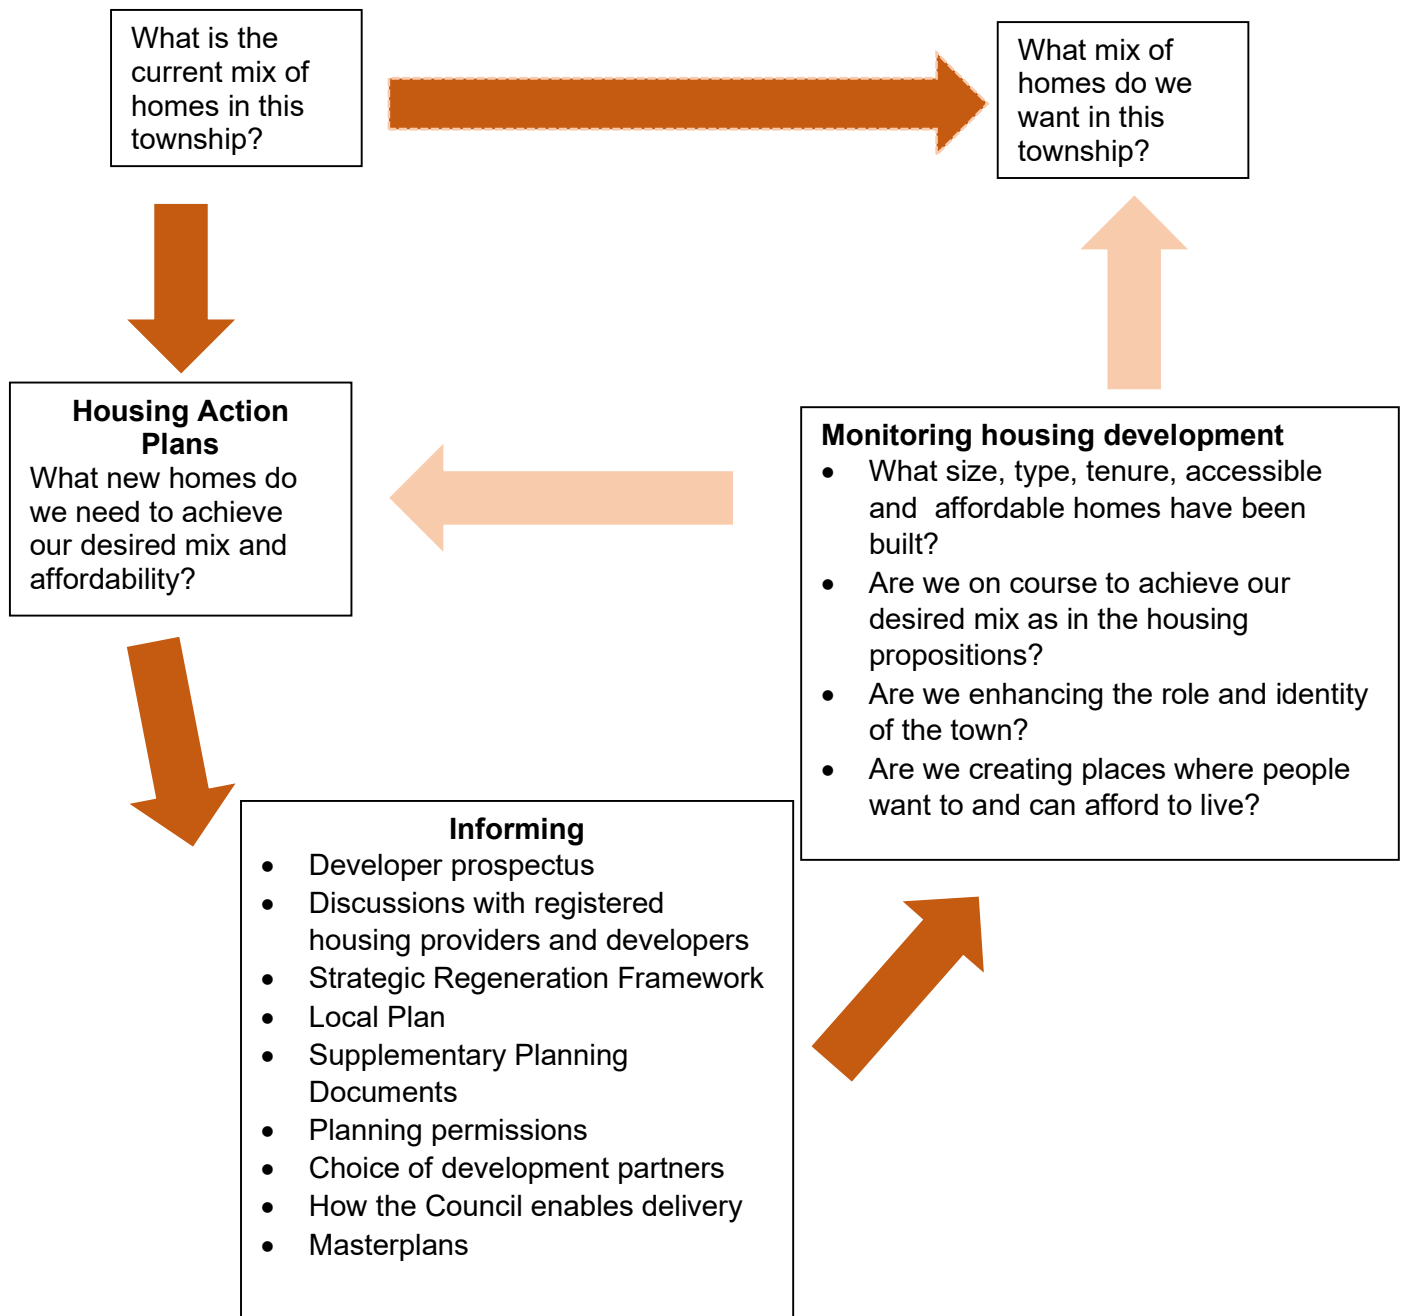 What is the
current mix of
homes in this
township?
What mix of
homes do we
want in this
township?
Housing Action
Plans
What new homes do
we need to achieve
our desired mix and
affordability?
Monitoring housing development
• What size, type, tenure, accessible
and  affordable homes have been
built?
• Are we on course to achieve our
desired mix as in the housing
propositions?
• Are we enhancing the role and identity
of the town?
• Are we creating places where people
want to and can afford to live?
Informing
• Developer prospectus
• Discussions with registered
housing providers and developers
• Strategic Regeneration Framework
• Local Plan
• Supplementary Planning
Documents
• Planning permissions
• Choice of development partners
• How the Council enables delivery
• Masterplans